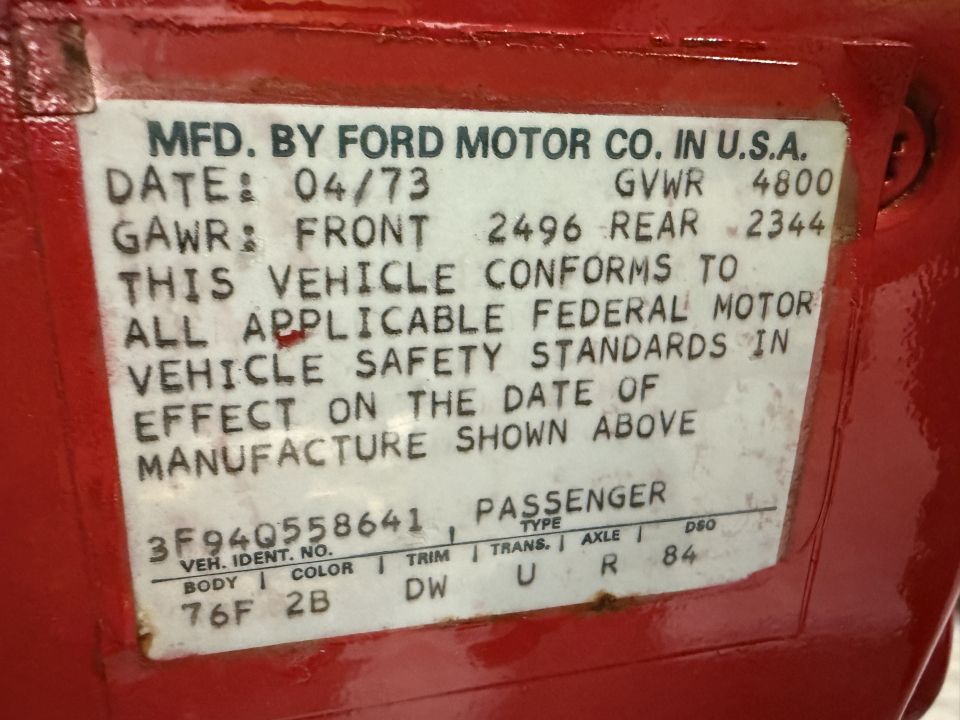 MFD. BY FORD MOTOR CO. IN U.S.A.
DATE: 04/73 GVWR 4800
GAWR: FRONT 2496 REAR 2344
THIS VEHICLE CONFORMS TO
ALL APPLICABLE FEDERAL MOTOR
VEHICLE SAFETY STANDARDS IN
EFFECT ON THE DATE OF
MANUFACTURE SHOWN ABOVE
3F94Q558641 , PASSENGER
VEH. IDENT. NO. TYPE
BODY | COLOR | TRIM | TRANS. | AXLE | DSO
76F 2B DW U R 84